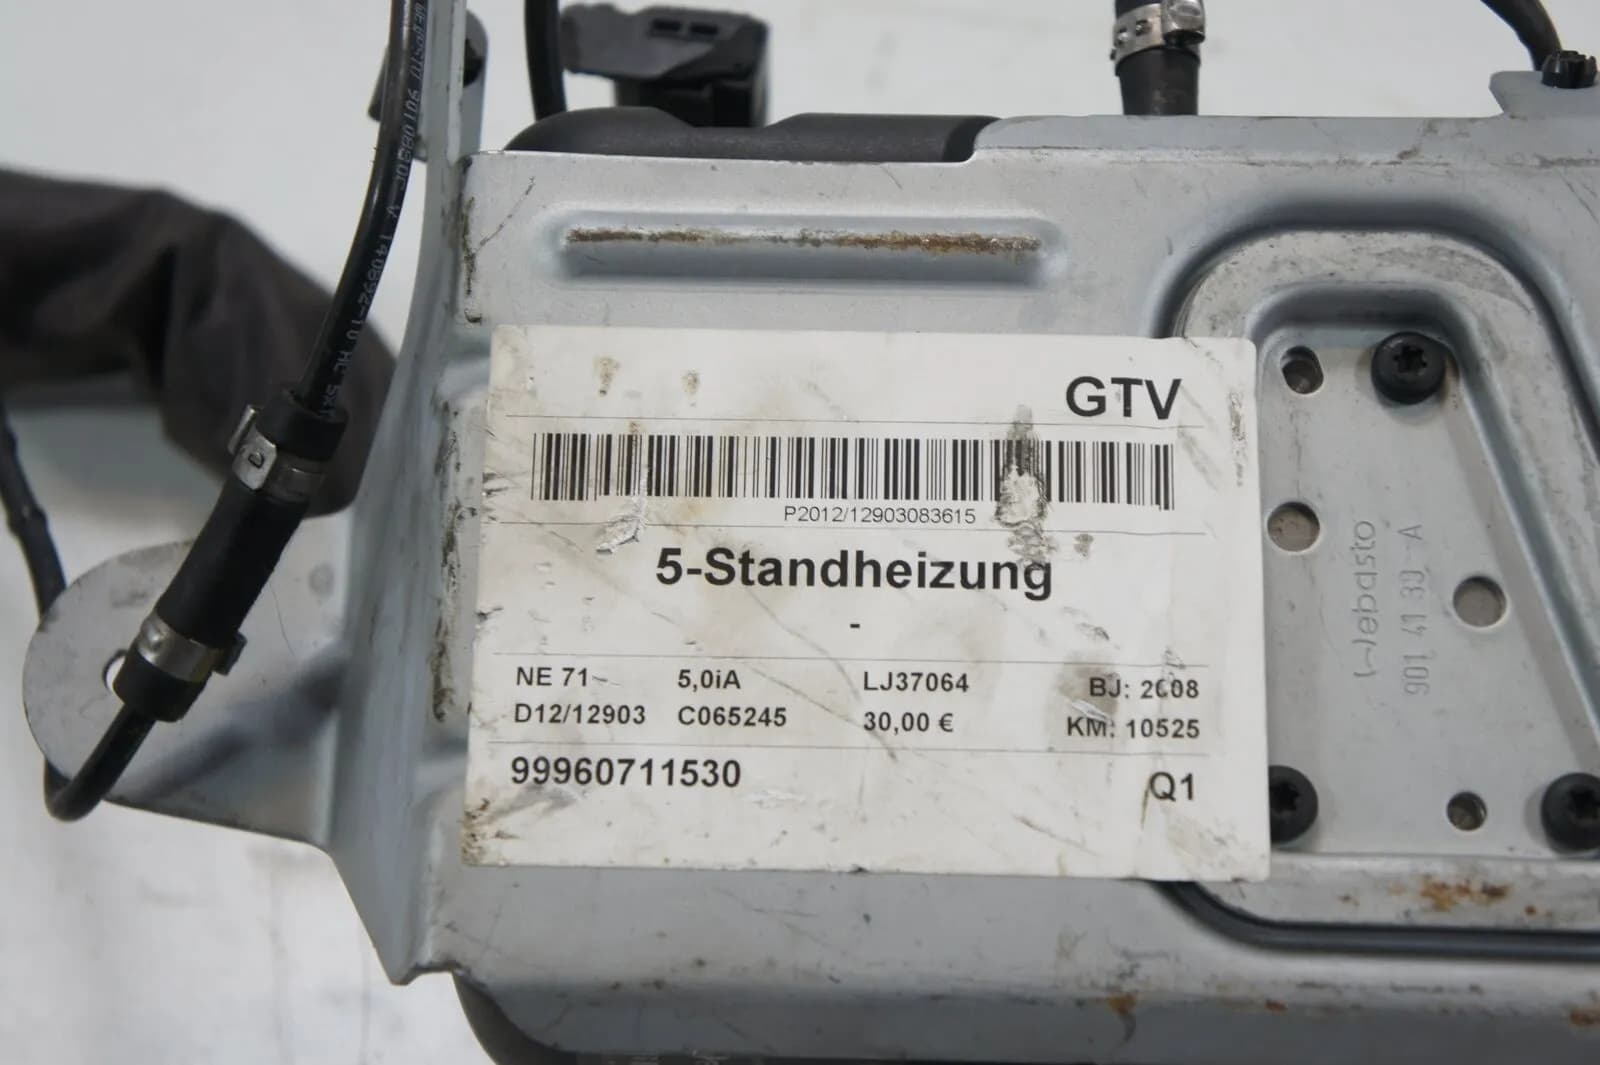 GTV
P2012/12903083615
5-Standheizung
-
NE 71 5,0iA LJ37064 BJ: 2008
D12/12903 C065245 30,00 € KM: 10525
99960711530 Q1
Webasto
901 41 39-A